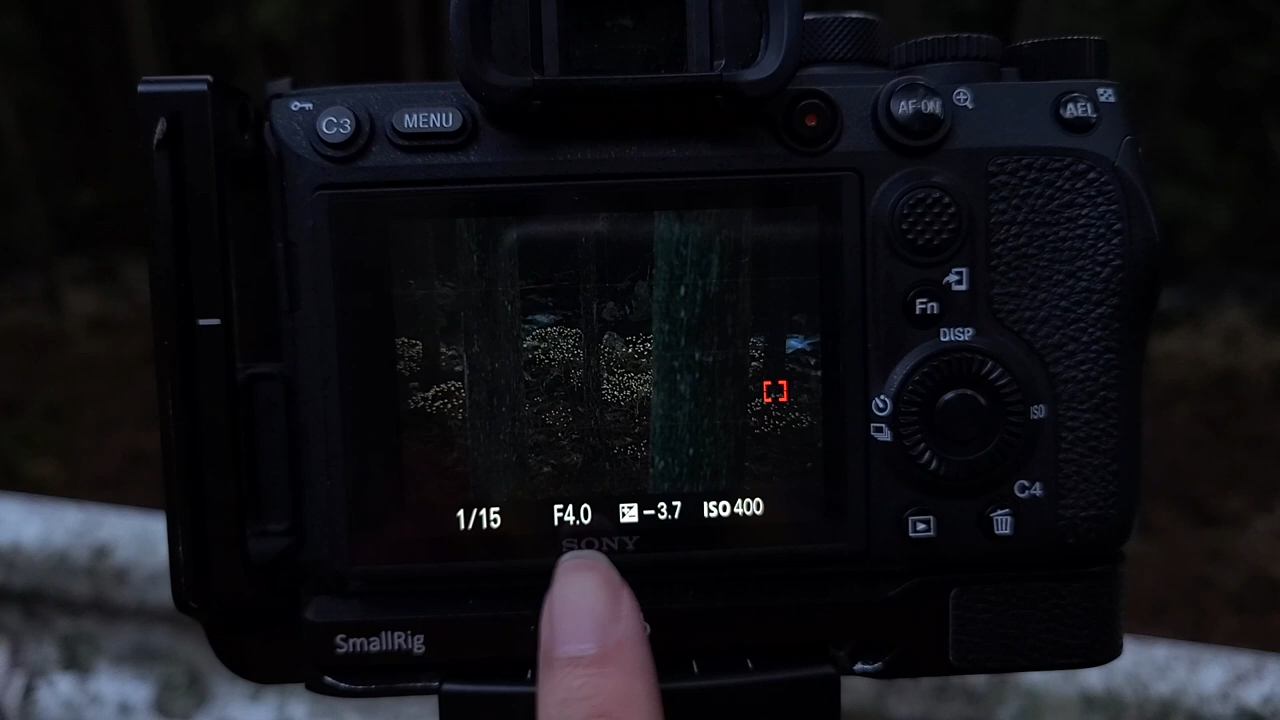 C3 MENU AF-ON AEL
Fn
DISP
ISO
C4
1/15 F4.0 −3.7 ISO 400
SONY
SmallRig